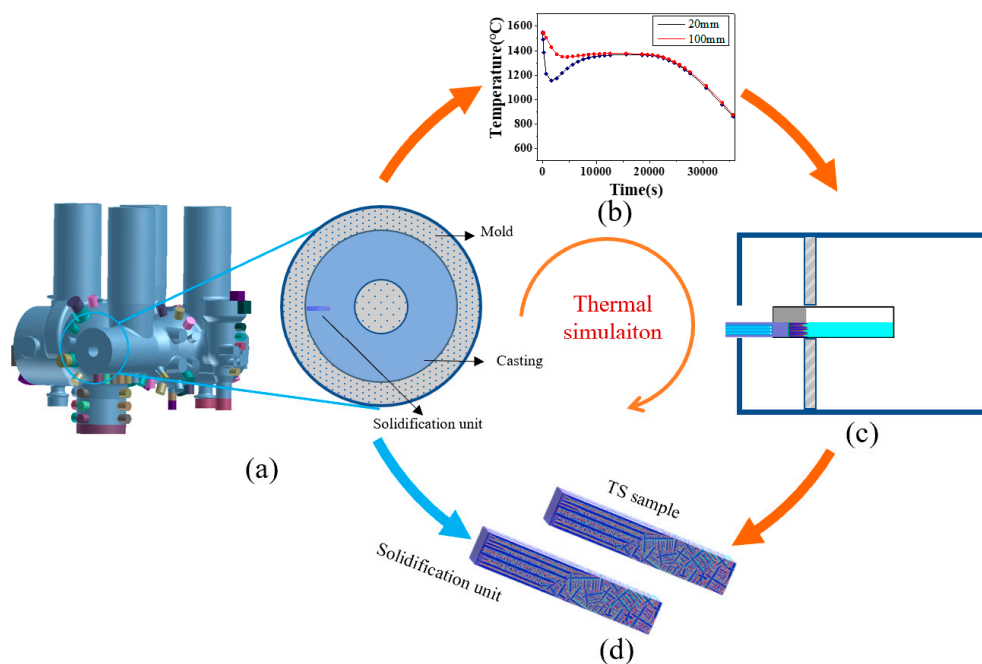 20mm
100mm
1600
1400
1200
1000
800
600
Temperature(°C)
0
10000
20000
30000
Time(s)
(b)
Mold
Thermal
simulaiton
Casting
Solidification unit
(a)
(c)
TS sample
Solidification unit
(d)